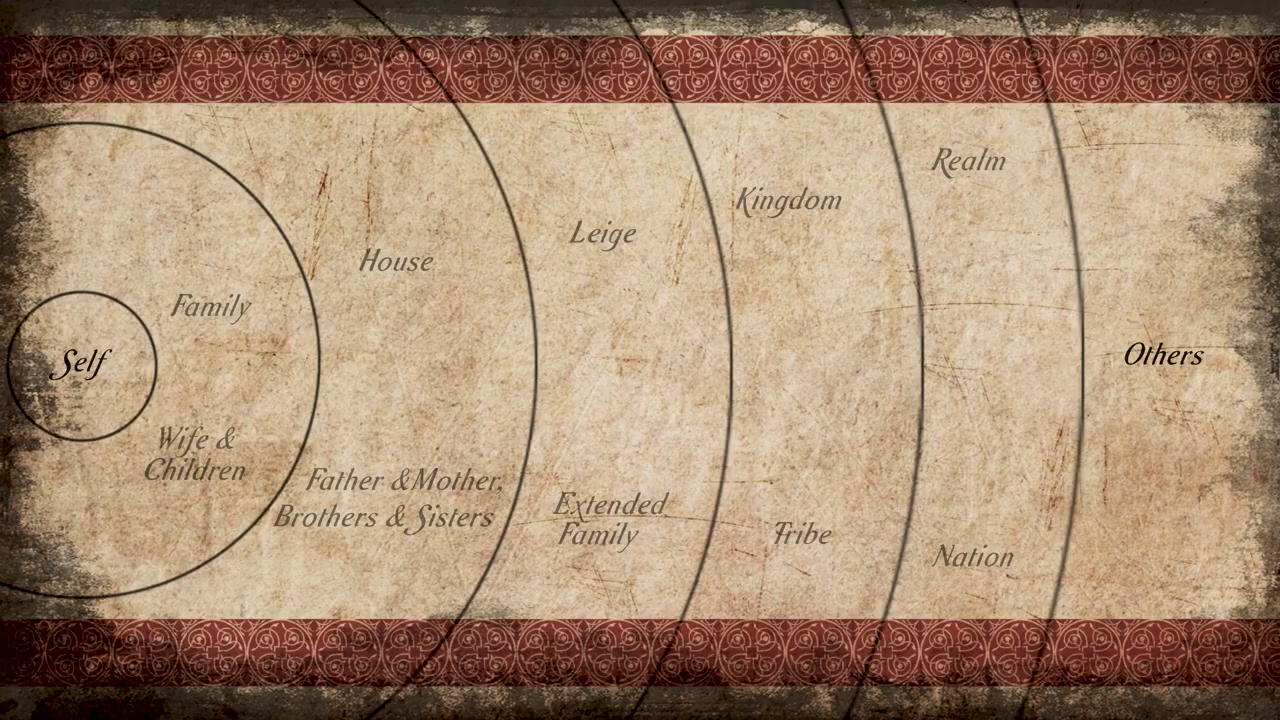 Self
Family
Wife &
Children
House
Father & Mother,
Brothers & Sisters
Leige
Extended
Family
Kingdom
Tribe
Realm
Nation
Others